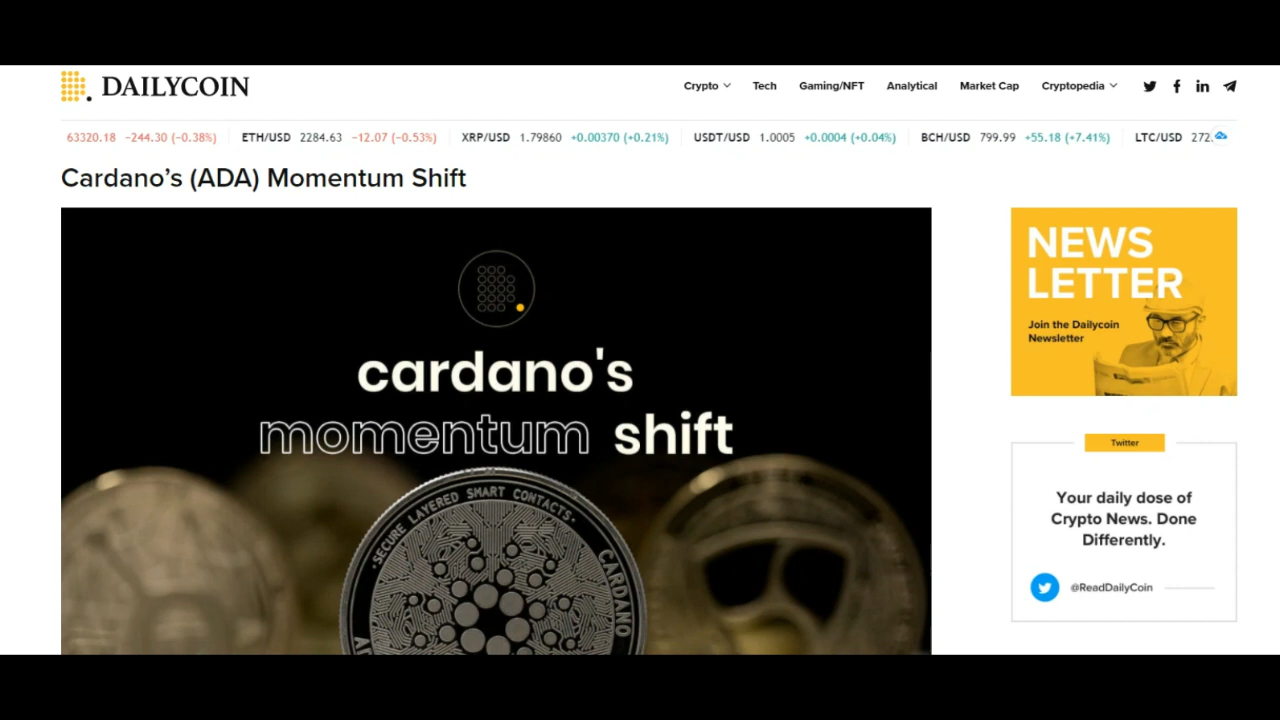 DAILYCOIN
Crypto Tech Gaming/NFT Analytical Market Cap Cryptopedia
63320.18 −244.30 (−0.38%) ETH/USD 2284.63 −12.07 (−0.53%) XRP/USD 1.79860 +0.00370 (+0.21%) USDT/USD 1.0005 +0.0004 (+0.04%) BCH/USD 799.99 +55.18 (+7.41%) LTC/USD 272.
Cardano’s (ADA) Momentum Shift
cardano's
momentum shift
·SECURE LAYERED SMART CONTACTS·
CARDANO
NEWS
LETTER
Join the Dailycoin
Newsletter
Twitter
Your daily dose of
Crypto News. Done
Differently.
@ReadDailyCoin